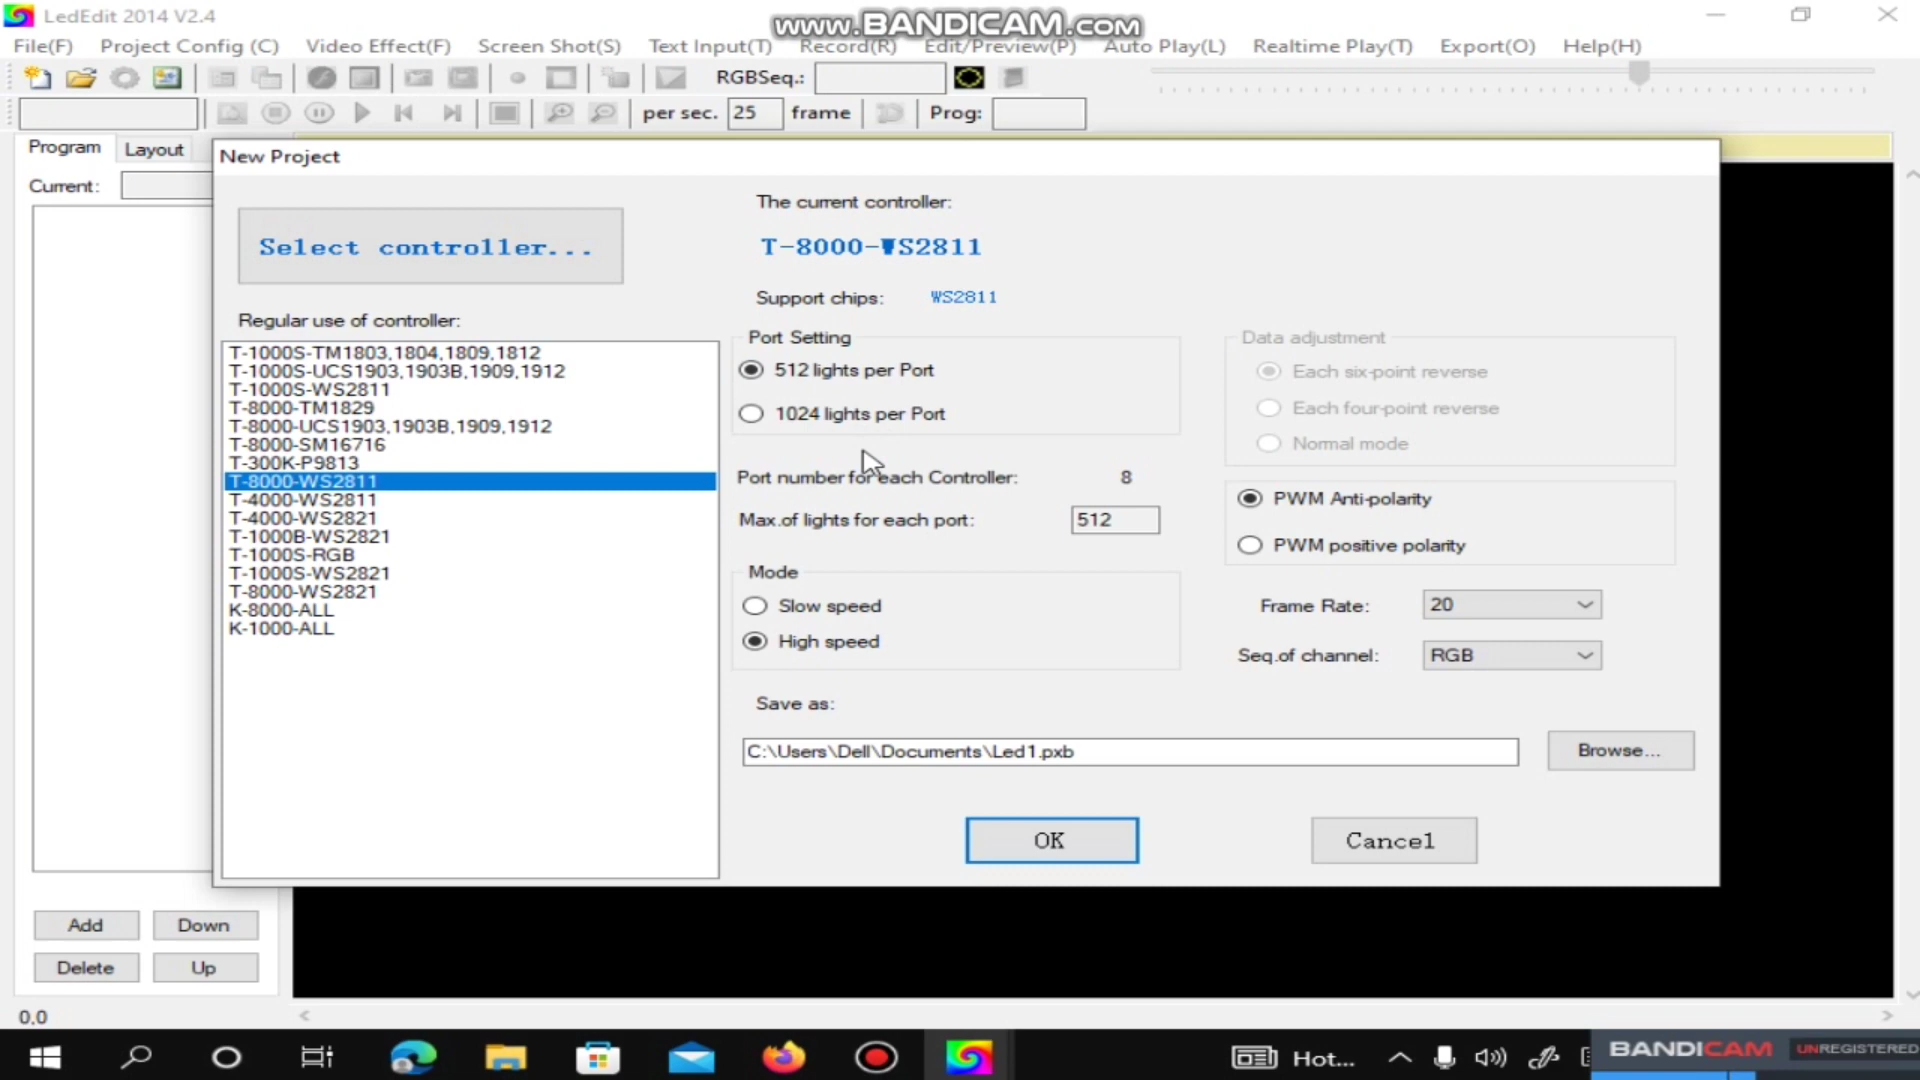 LedEdit 2014 V2.4
www.BANDICAM.com
File(F) Project Config (C) Video Effect(F) Screen Shot(S) Text Input(T) Record(R) Edit/Preview(P) Auto Play(L) Realtime Play(T) Export(O) Help(H)
RGBSeq.:
per sec. 25 frame Prog:
Program Layout
Current:
New Project
Select controller...
Regular use of controller:
T-1000S-TM1803,1804,1809,1812
T-1000S-UCS1903,1903B,1909,1912
T-1000S-WS2811
T-8000-TM1829
T-8000-UCS1903,1903B,1909,1912
T-8000-SM16716
T-300K-P9813
T-8000-WS2811
T-4000-WS2811
T-4000-WS2821
T-1000B-WS2821
T-1000S-RGB
T-1000S-WS2821
T-8000-WS2821
K-8000-ALL
K-1000-ALL
The current controller:
T-8000-WS2811
Support chips: WS2811
Port Setting
512 lights per Port
1024 lights per Port
Port number for each Controller: 8
Max.of lights for each port: 512
Mode
Slow speed
High speed
Data adjustment
Each six-point reverse
Each four-point reverse
Normal mode
PWM Anti-polarity
PWM positive polarity
Frame Rate: 20
Seq.of channel: RGB
Save as:
C:\Users\Dell\Documents\Led1.pxb
Browse...
OK Cancel
Add Down
Delete Up
0,0
Hot...
BANDICAM UNREGISTERED